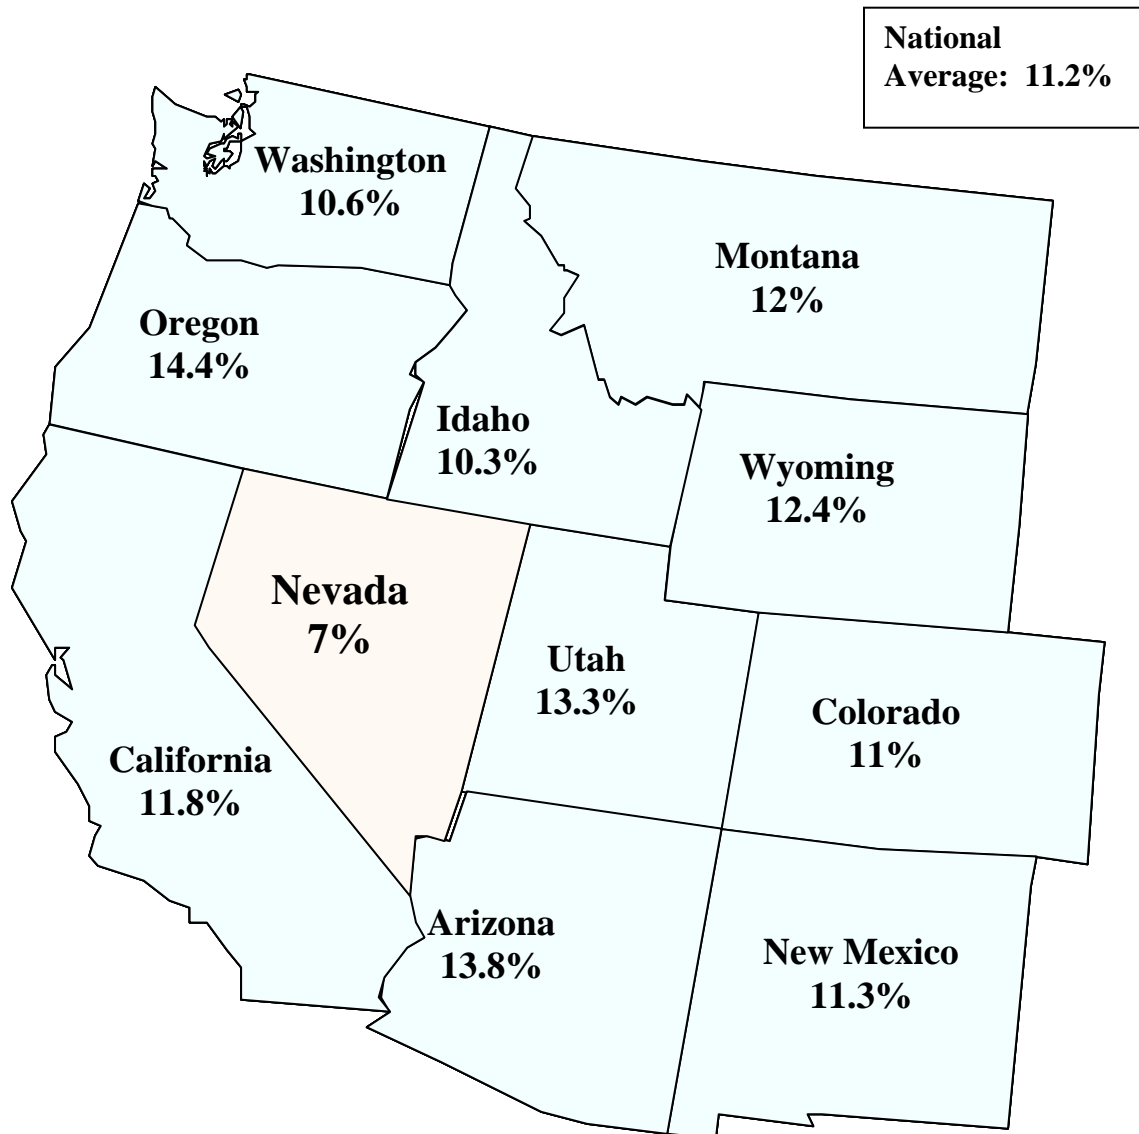 National
Average: 11.2%
Washington
10.6%
Montana
12%
Oregon
14.4%
Idaho
10.3%
Wyoming
12.4%
Nevada
7%
Utah
13.3%
Colorado
11%
California
11.8%
Arizona
13.8%
New Mexico
11.3%